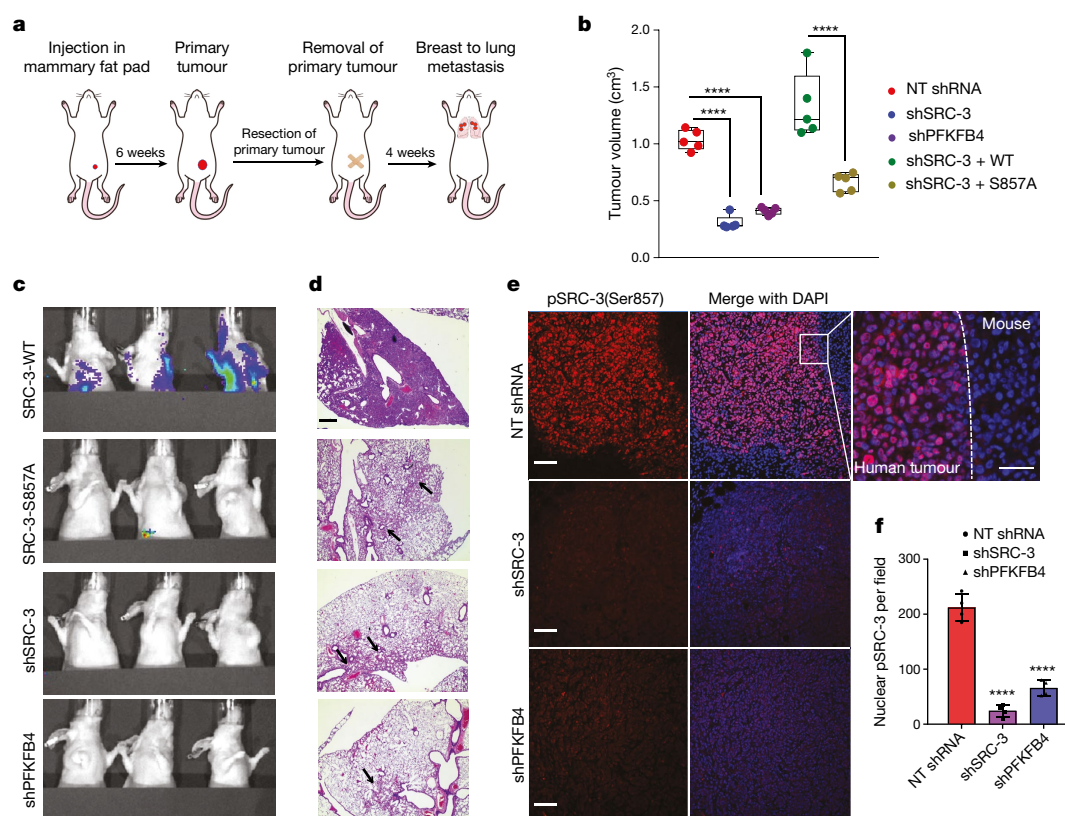 a
Injection in
mammary fat pad
Primary
tumour
Removal of
primary tumour
Breast to lung
metastasis
6 weeks
Resection of
primary tumour
4 weeks
b
Tumour volume (cm³)
2.0
1.5
1.0
0.5
0.0
****
****
****
NT shRNA
shSRC-3
shPFKFB4
shSRC-3 + WT
shSRC-3 + S857A
c
SRC-3-WT
SRC-3-S857A
shSRC-3
shPFKFB4
d
e
pSRC-3(Ser857)
Merge with DAPI
NT shRNA
shSRC-3
shPFKFB4
Mouse
Human tumour
f
NT shRNA
shSRC-3
shPFKFB4
Nuclear pSRC-3 per field
300
200
100
0
****
****
NT shRNA
shSRC-3
shPFKFB4